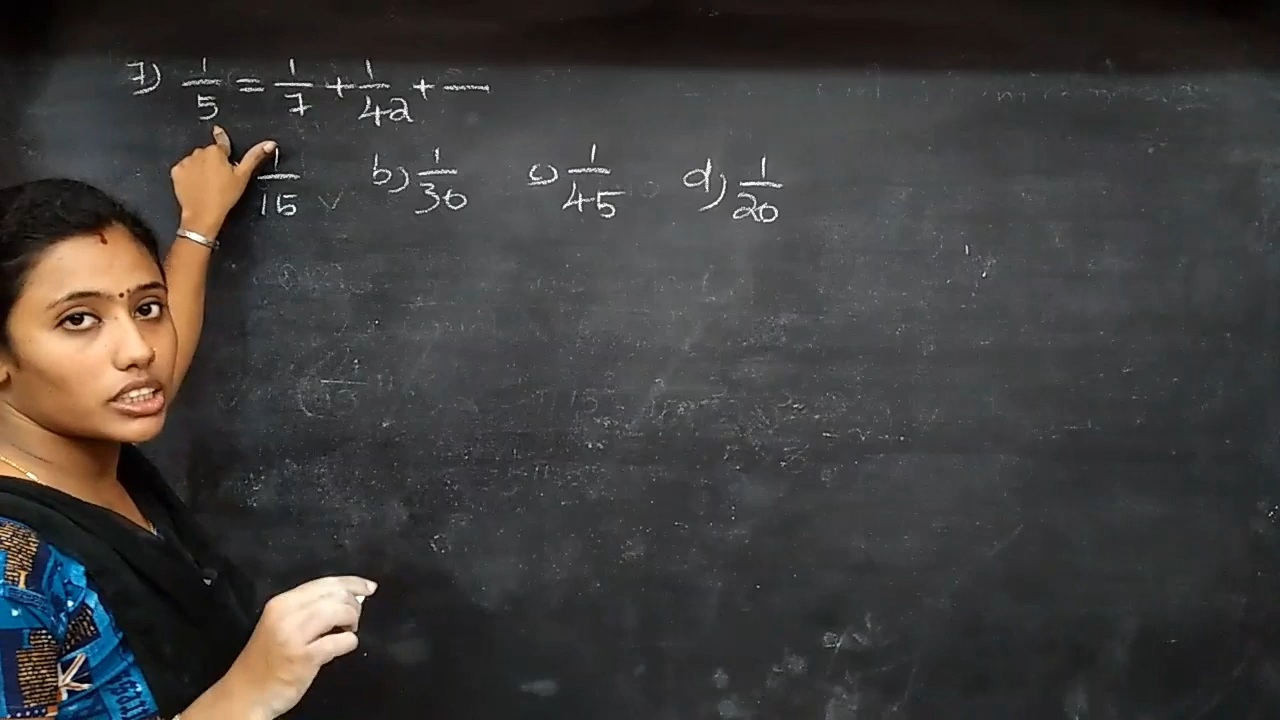 7) 1/5 = 1/7 + 1/42 + —
1/15 b) 1/30 c) 1/45 d) 1/20